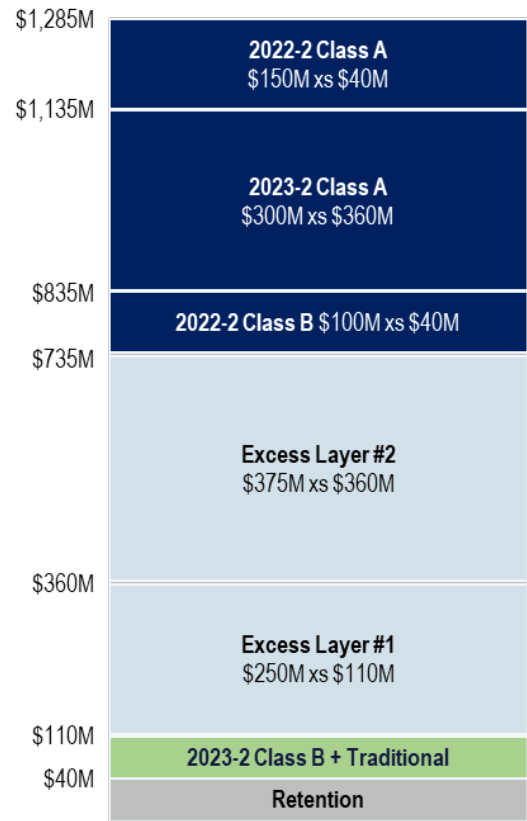 $1,285M
2022-2 Class A
$150M xs $40M
$1,135M
2023-2 Class A
$300M xs $360M
$835M
2022-2 Class B $100M xs $40M
$735M
Excess Layer #2
$375M xs $360M
$360M
Excess Layer #1
$250M xs $110M
$110M
2023-2 Class B + Traditional
$40M
Retention